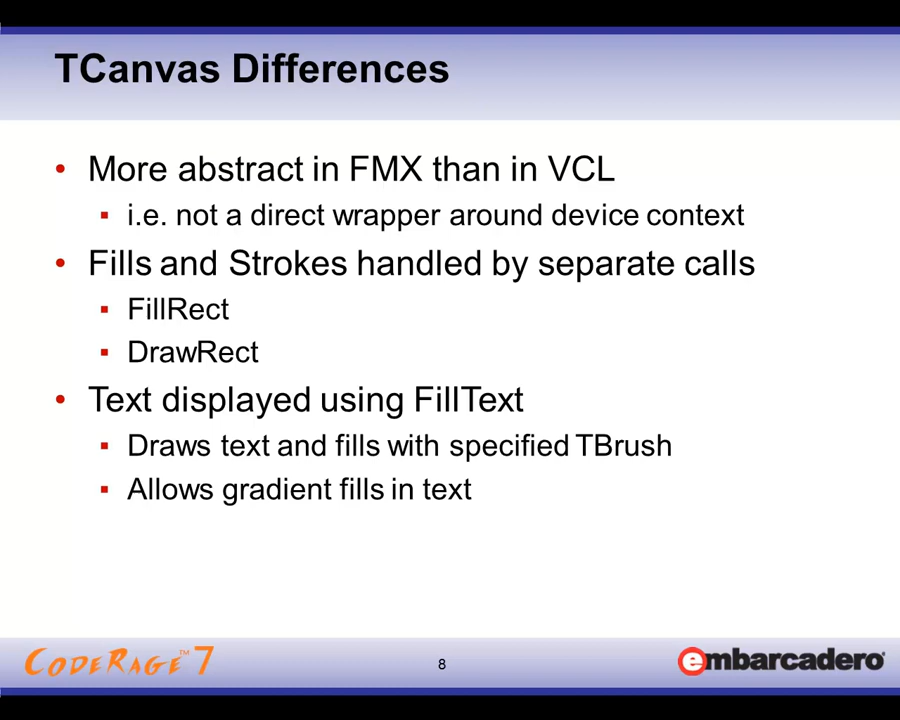 TCanvas Differences
• More abstract in FMX than in VCL
▪ i.e. not a direct wrapper around device context
• Fills and Strokes handled by separate calls
▪ FillRect
▪ DrawRect
• Text displayed using FillText
▪ Draws text and fills with specified TBrush
▪ Allows gradient fills in text
CODERAGE™ 7
8
embarcadero®